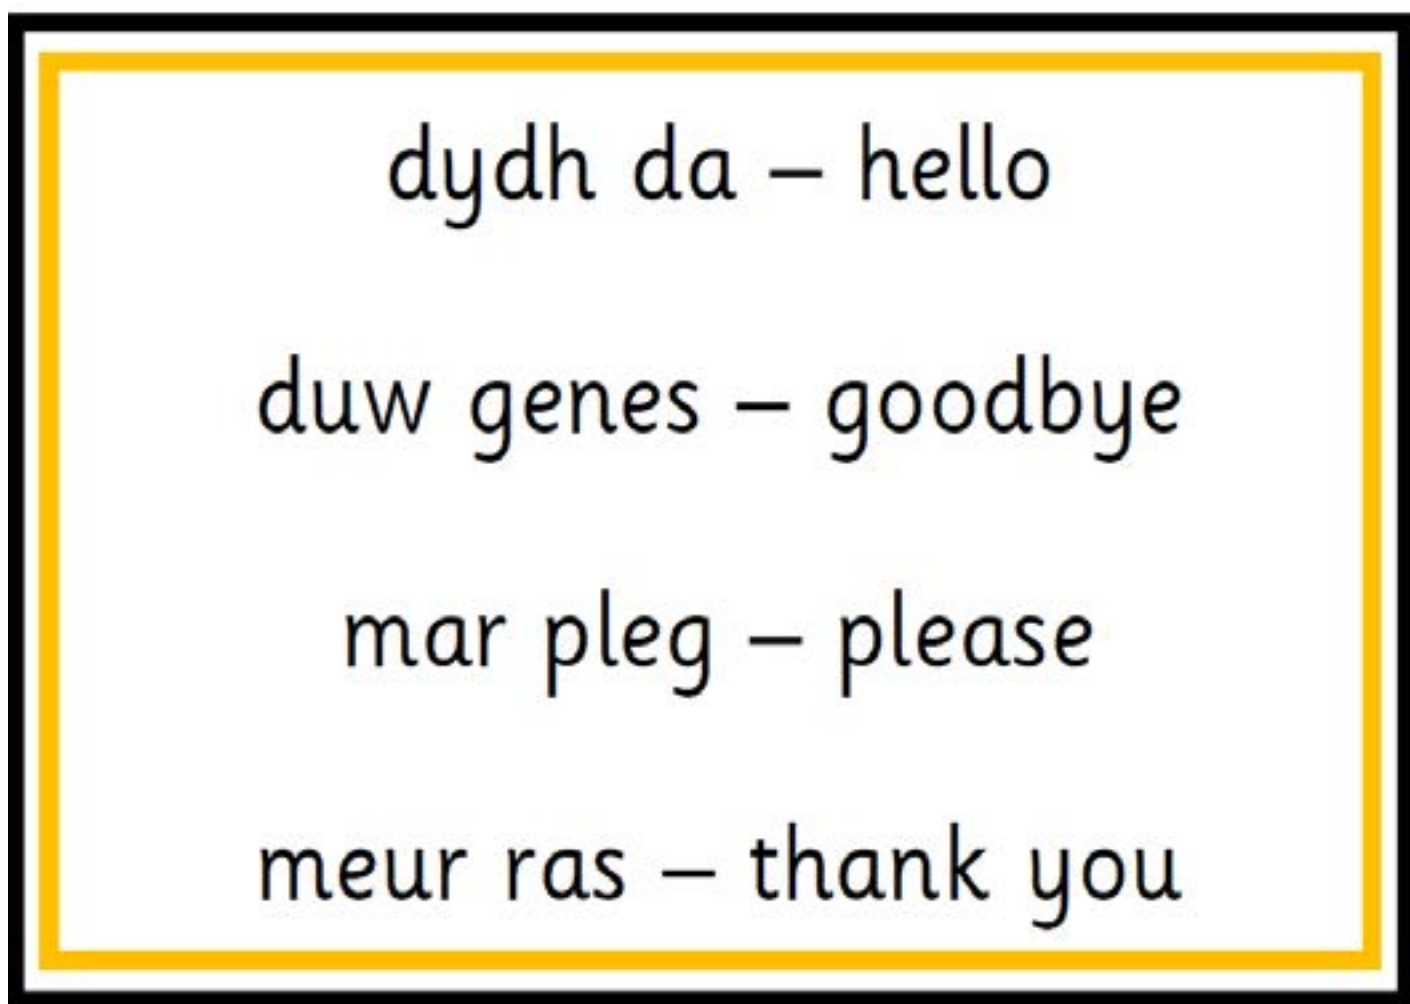 dydh da – hello
duw genes – goodbye
mar pleg – please
meur ras – thank you